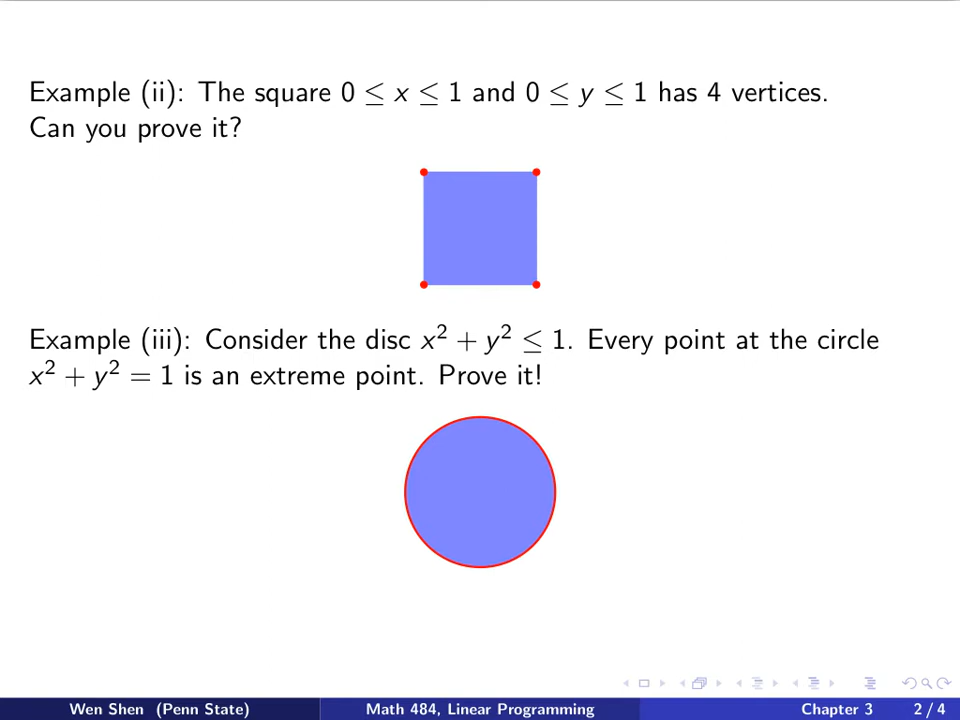 Example (ii): The square 0 ≤ x ≤ 1 and 0 ≤ y ≤ 1 has 4 vertices.
Can you prove it?
Example (iii): Consider the disc x² + y² ≤ 1. Every point at the circle
x² + y² = 1 is an extreme point. Prove it!
Wen Shen (Penn State)
Math 484, Linear Programming
Chapter 3
2 / 4